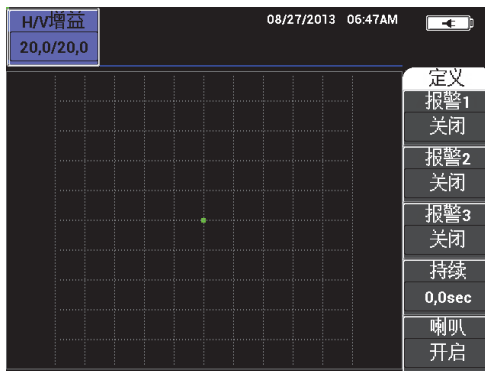 H/V增益
08/27/2013 06:47AM
20,0/20,0
定义
报警1
关闭
报警2
关闭
报警3
关闭
持续
0,0sec
喇叭
开启